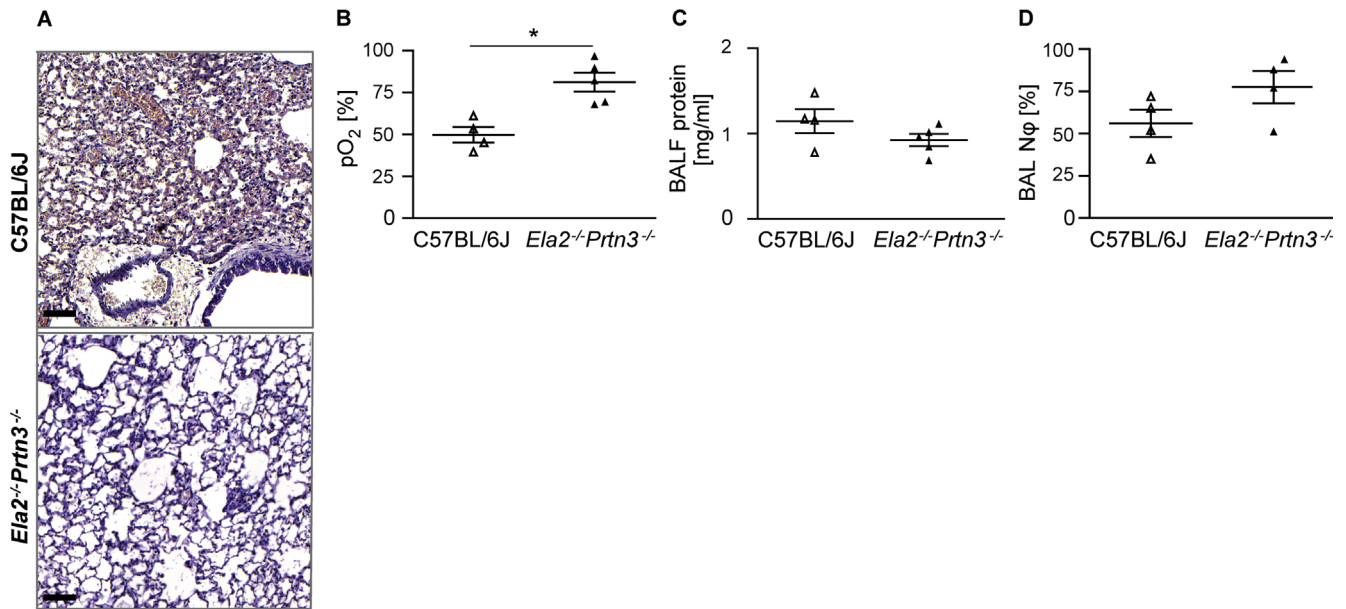 A
C57BL/6J
Ela2-/-Prtn3-/-
B
pO2 [%]
100
75
50
25
0
*
C57BL/6J Ela2-/-Prtn3-/-
C
BALF protein
[mg/ml]
2
1
0
C57BL/6J Ela2-/-Prtn3-/-
D
BAL Nφ [%]
100
75
50
25
0
C57BL/6J Ela2-/-Prtn3-/-